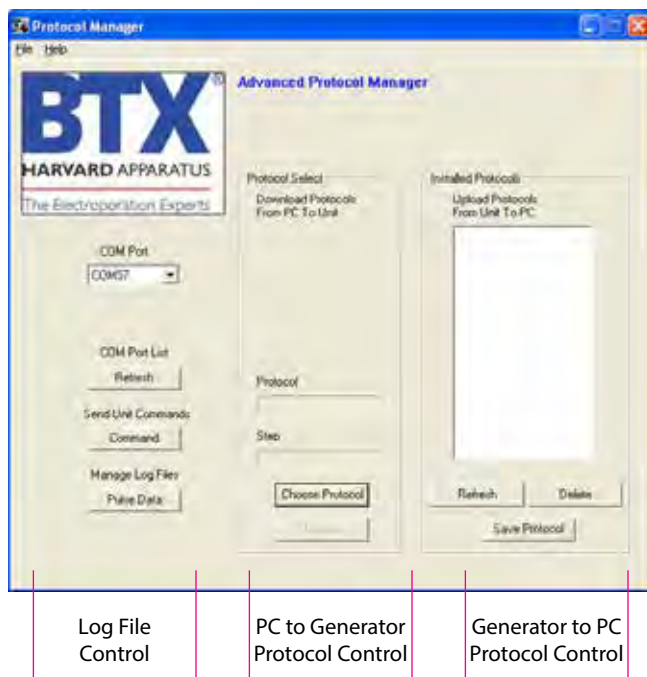 Protocol Manager
File Help
BTX®
HARVARD APPARATUS
The Electroporation Experts
COM Port
COM57
COM Port List
Refresh
Send Unit Commands
Command
Manage Log Files
Pulse Data
Advanced Protocol Manager
Protocol Select
Download Protocols
From PC To Unit
Protocol
Step
Choose Protocol
Installed Protocols
Upload Protocols
From Unit To PC
Refresh
Delete
Save Protocol
Log File
Control
PC to Generator
Protocol Control
Generator to PC
Protocol Control